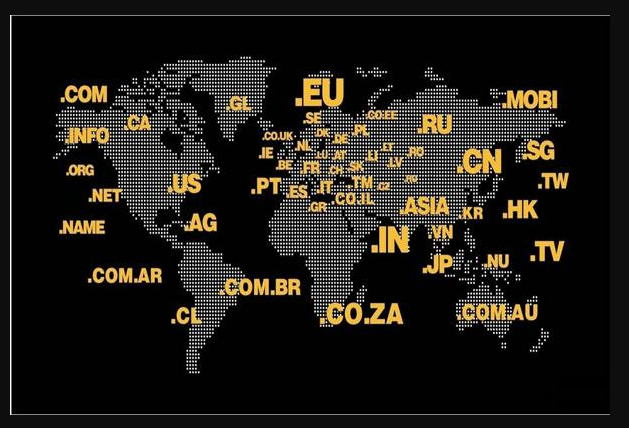 .COM
.EU
.GL
.MOBI
.CA
.SE
.CO.EE
.INFO
.DK
.PL
.RU
.CO.UK
.DE
.ORG
.IE
.NL
.LT
.RO
.CN
.SG
.BE
.FR
.AT
.LI
.LV
.US
.CH
.SK
.TW
.NET
.PT
.ES
.IT
.TM
.CZ
.CO.IL
.GR
.ASIA
.KR
.HK
.NAME
.AG
.IN
.VN
.TV
.JP
.NU
.COM.AR
.COM.BR
.CL
.CO.ZA
.COM.AU